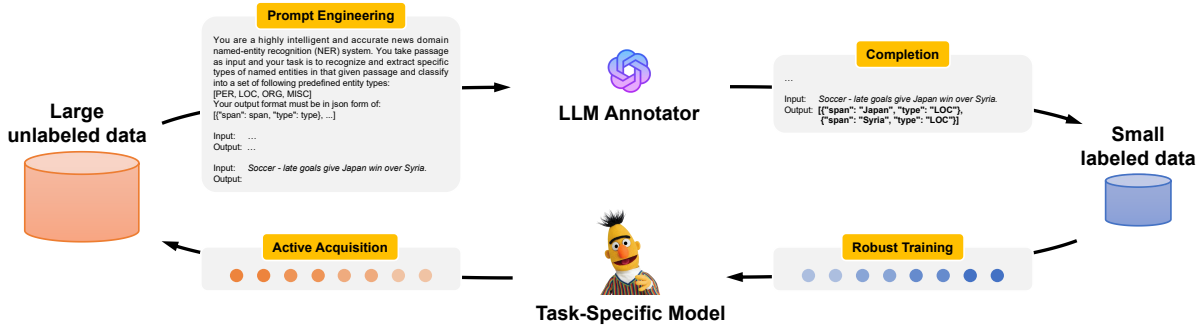 Prompt Engineering
You are a highly intelligent and accurate news domain
named-entity recognition (NER) system. You take passage
as input and your task is to recognize and extract specific
types of named entities in that given passage and classify
into a set of following predefined entity types:
[PER, LOC, ORG, MISC]
Your output format must be in json form of:
[{"span": span, "type": type}, ...]
Input: ...
Output: ...
Input: Soccer - late goals give Japan win over Syria.
Output:
LLM Annotator
Completion
...
Input: Soccer - late goals give Japan win over Syria.
Output: [{"span": "Japan", "type": "LOC"},
{"span": "Syria", "type": "LOC"}]
Large
unlabeled data
Small
labeled data
Active Acquisition
Robust Training
Task-Specific Model